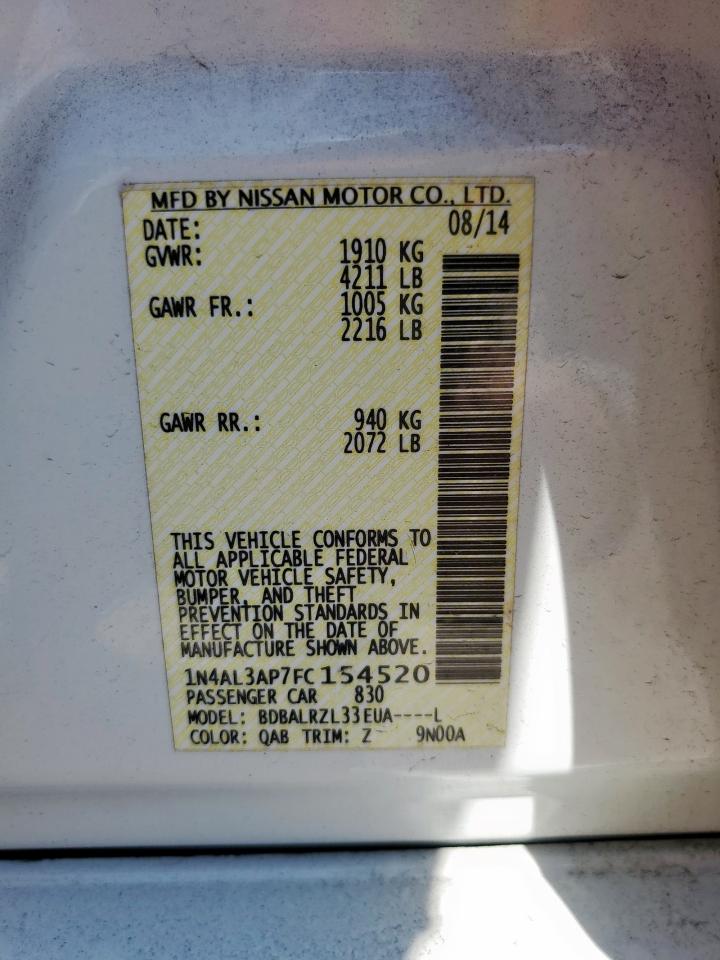 MFD BY NISSAN MOTOR CO., LTD.
DATE: 08/14
GVWR: 1910 KG
4211 LB
GAWR FR.: 1005 KG
2216 LB
GAWR RR.: 940 KG
2072 LB
THIS VEHICLE CONFORMS TO
ALL APPLICABLE FEDERAL
MOTOR VEHICLE SAFETY,
BUMPER, AND THEFT
PREVENTION STANDARDS IN
EFFECT ON THE DATE OF
MANUFACTURE SHOWN ABOVE.
1N4AL3AP7FC154520
PASSENGER CAR 830
MODEL: BDBALRZL33EUA----L
COLOR: QAB TRIM: Z 9N00A